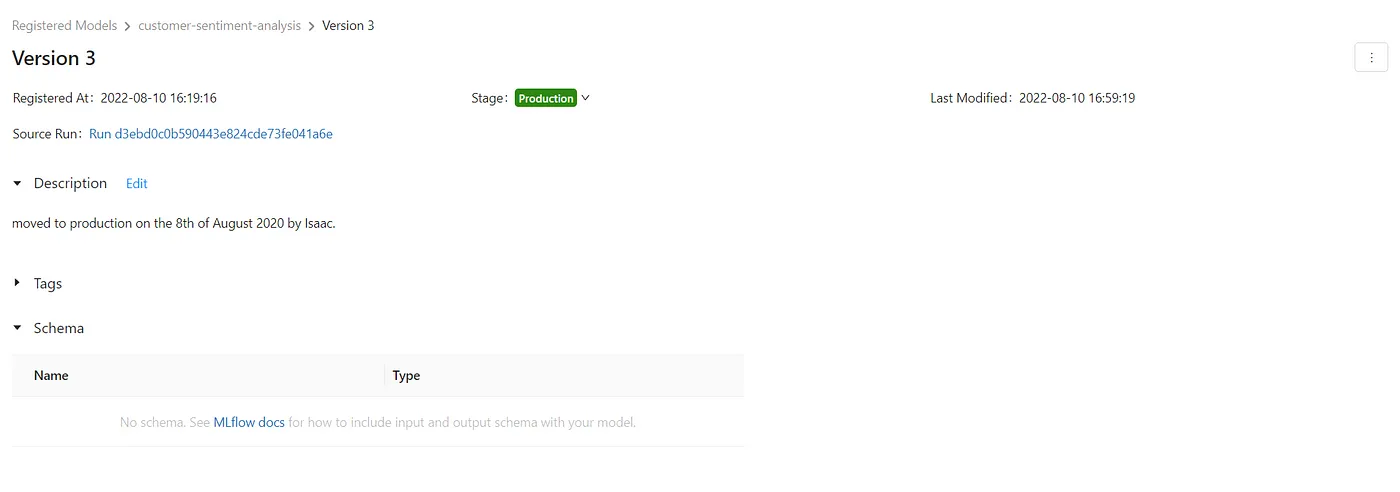 Registered Models > customer-sentiment-analysis > Version 3
Version 3
Registered At: 2022-08-10 16:19:16 Stage: Production Last Modified: 2022-08-10 16:59:19
Source Run: Run d3ebd0c0b590443e824cde73fe041a6e
Description Edit
moved to production on the 8th of August 2020 by Isaac.
Tags
Schema
Name Type
No schema. See MLflow docs for how to include input and output schema with your model.